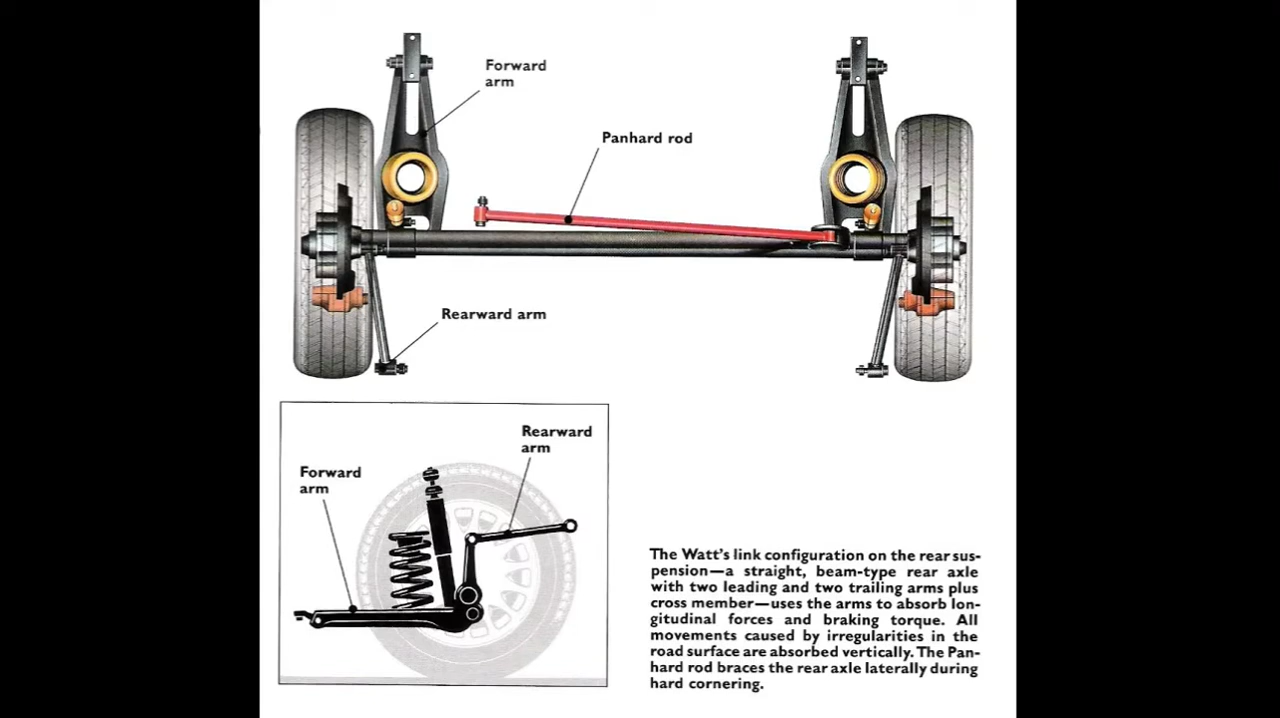 Forward
arm
Panhard rod
Rearward arm
Rearward
arm
Forward
arm
The Watt's link configuration on the rear sus-
pension—a straight, beam-type rear axle
with two leading and two trailing arms plus
cross member—uses the arms to absorb lon-
gitudinal forces and braking torque. All
movements caused by irregularities in the
road surface are absorbed vertically. The Pan-
hard rod braces the rear axle laterally during
hard cornering.